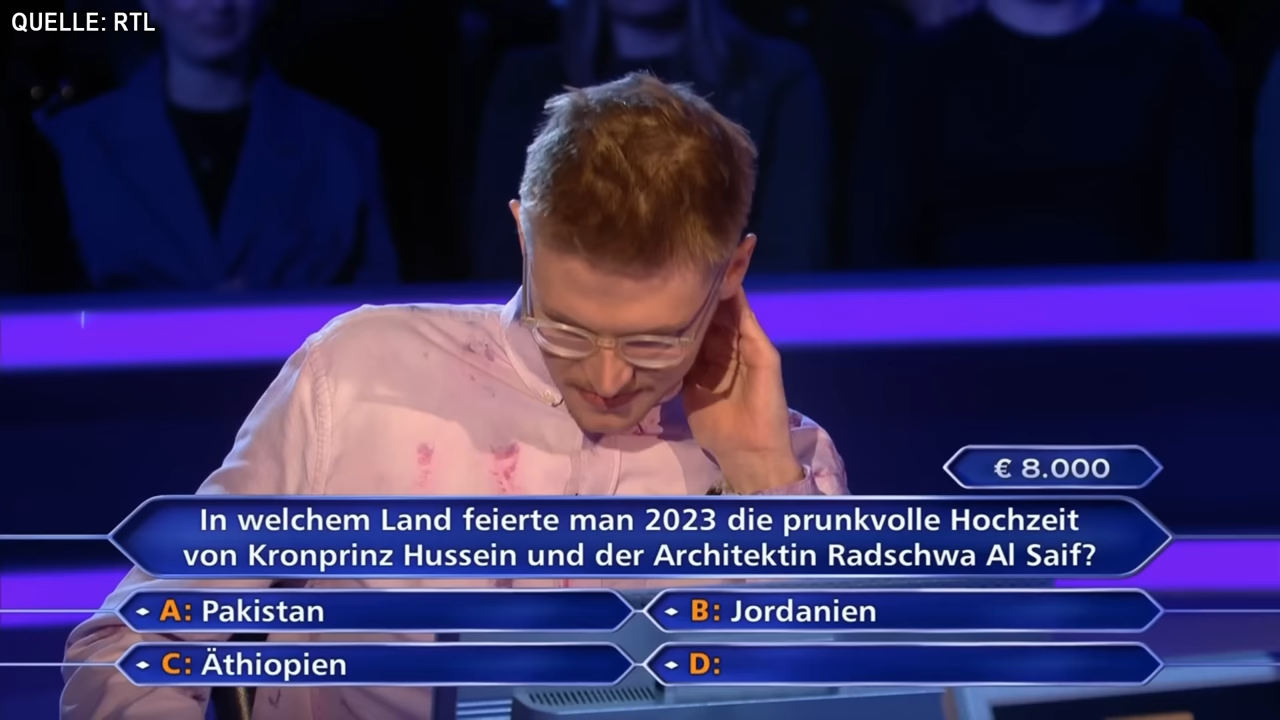 QUELLE: RTL
€ 8.000
In welchem Land feierte man 2023 die prunkvolle Hochzeit
von Kronprinz Hussein und der Architektin Radschwa Al Saif?
A: Pakistan
B: Jordanien
C: Äthiopien
D: